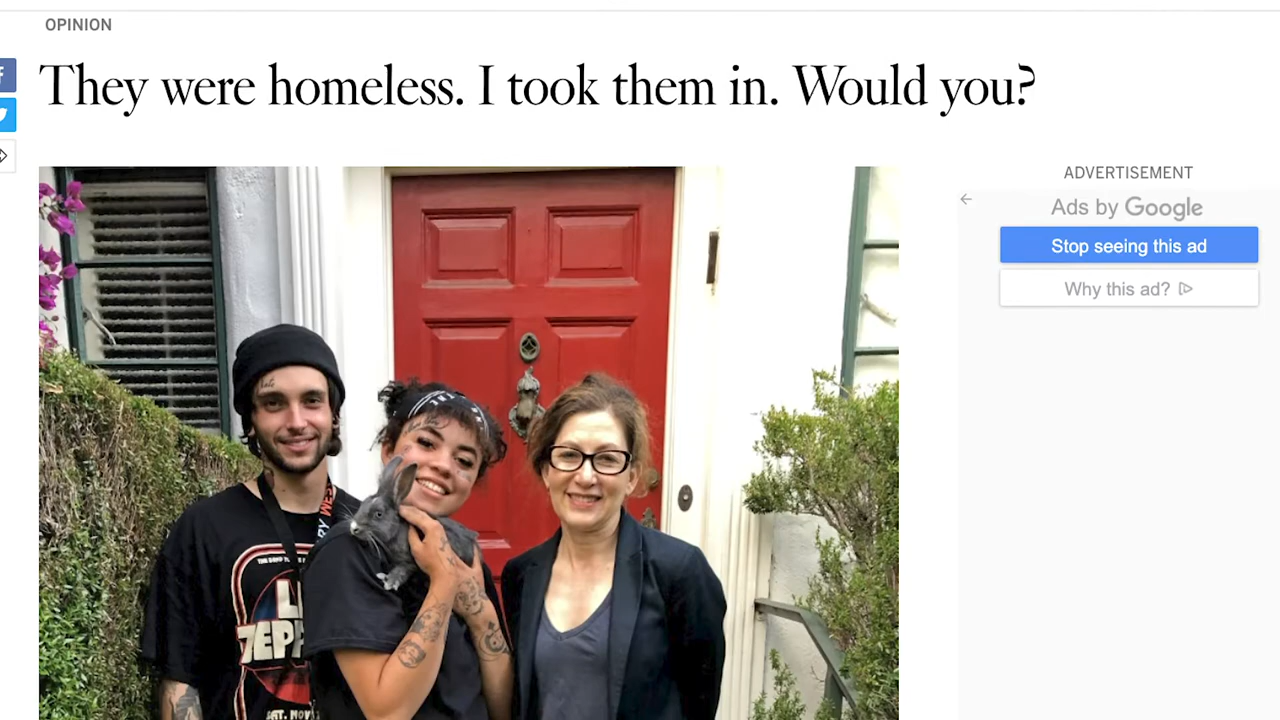 OPINION
They were homeless. I took them in. Would you?
ADVERTISEMENT
Ads by Google
Stop seeing this ad
Why this ad?